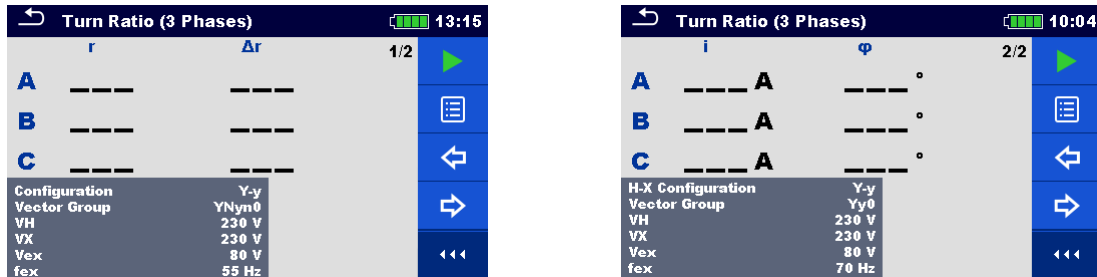 Turn Ratio (3 Phases) 13:15
r Δr 1/2
A ___ ___
B ___ ___
C ___ ___
Configuration Y-y
Vector Group YNyn0
VH 230 V
VX 230 V
Vex 80 V
fex 55 Hz
Turn Ratio (3 Phases) 10:04
i φ 2/2
A ___ A ___ °
B ___ A ___ °
C ___ A ___ °
H-X Configuration Y-y
Vector Group Yy0
VH 230 V
VX 230 V
Vex 80 V
fex 70 Hz